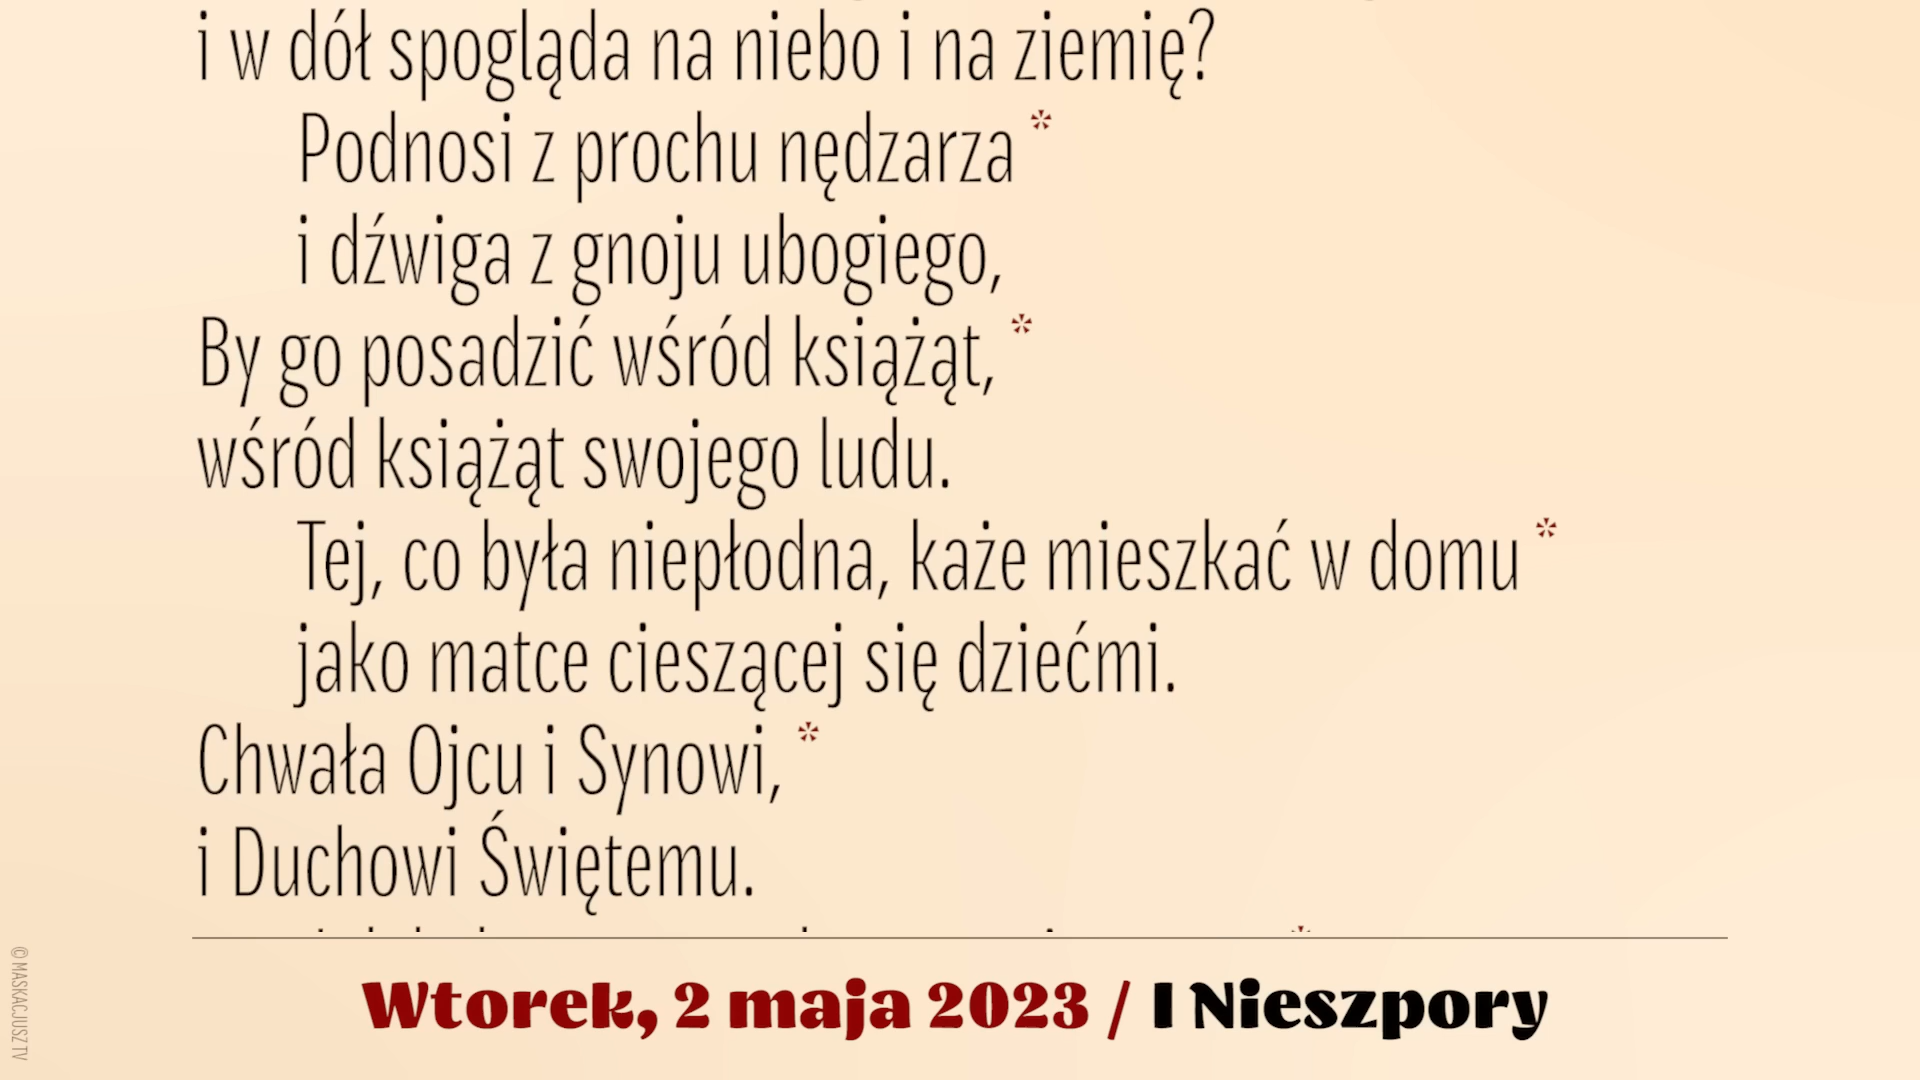 i w dół spogląda na niebo i na ziemię?
Podnosi z prochu nędzarza *
i dźwiga z gnoju ubogiego,
By go posadzić wśród książąt, *
wśród książąt swojego ludu.
Tej, co była niepłodna, każe mieszkać w domu *
jako matce cieszącej się dziećmi.
Chwała Ojcu i Synowi, *
i Duchowi Świętemu.
Wtorek, 2 maja 2023 / I Nieszpory
© MASKACJUSZ TV